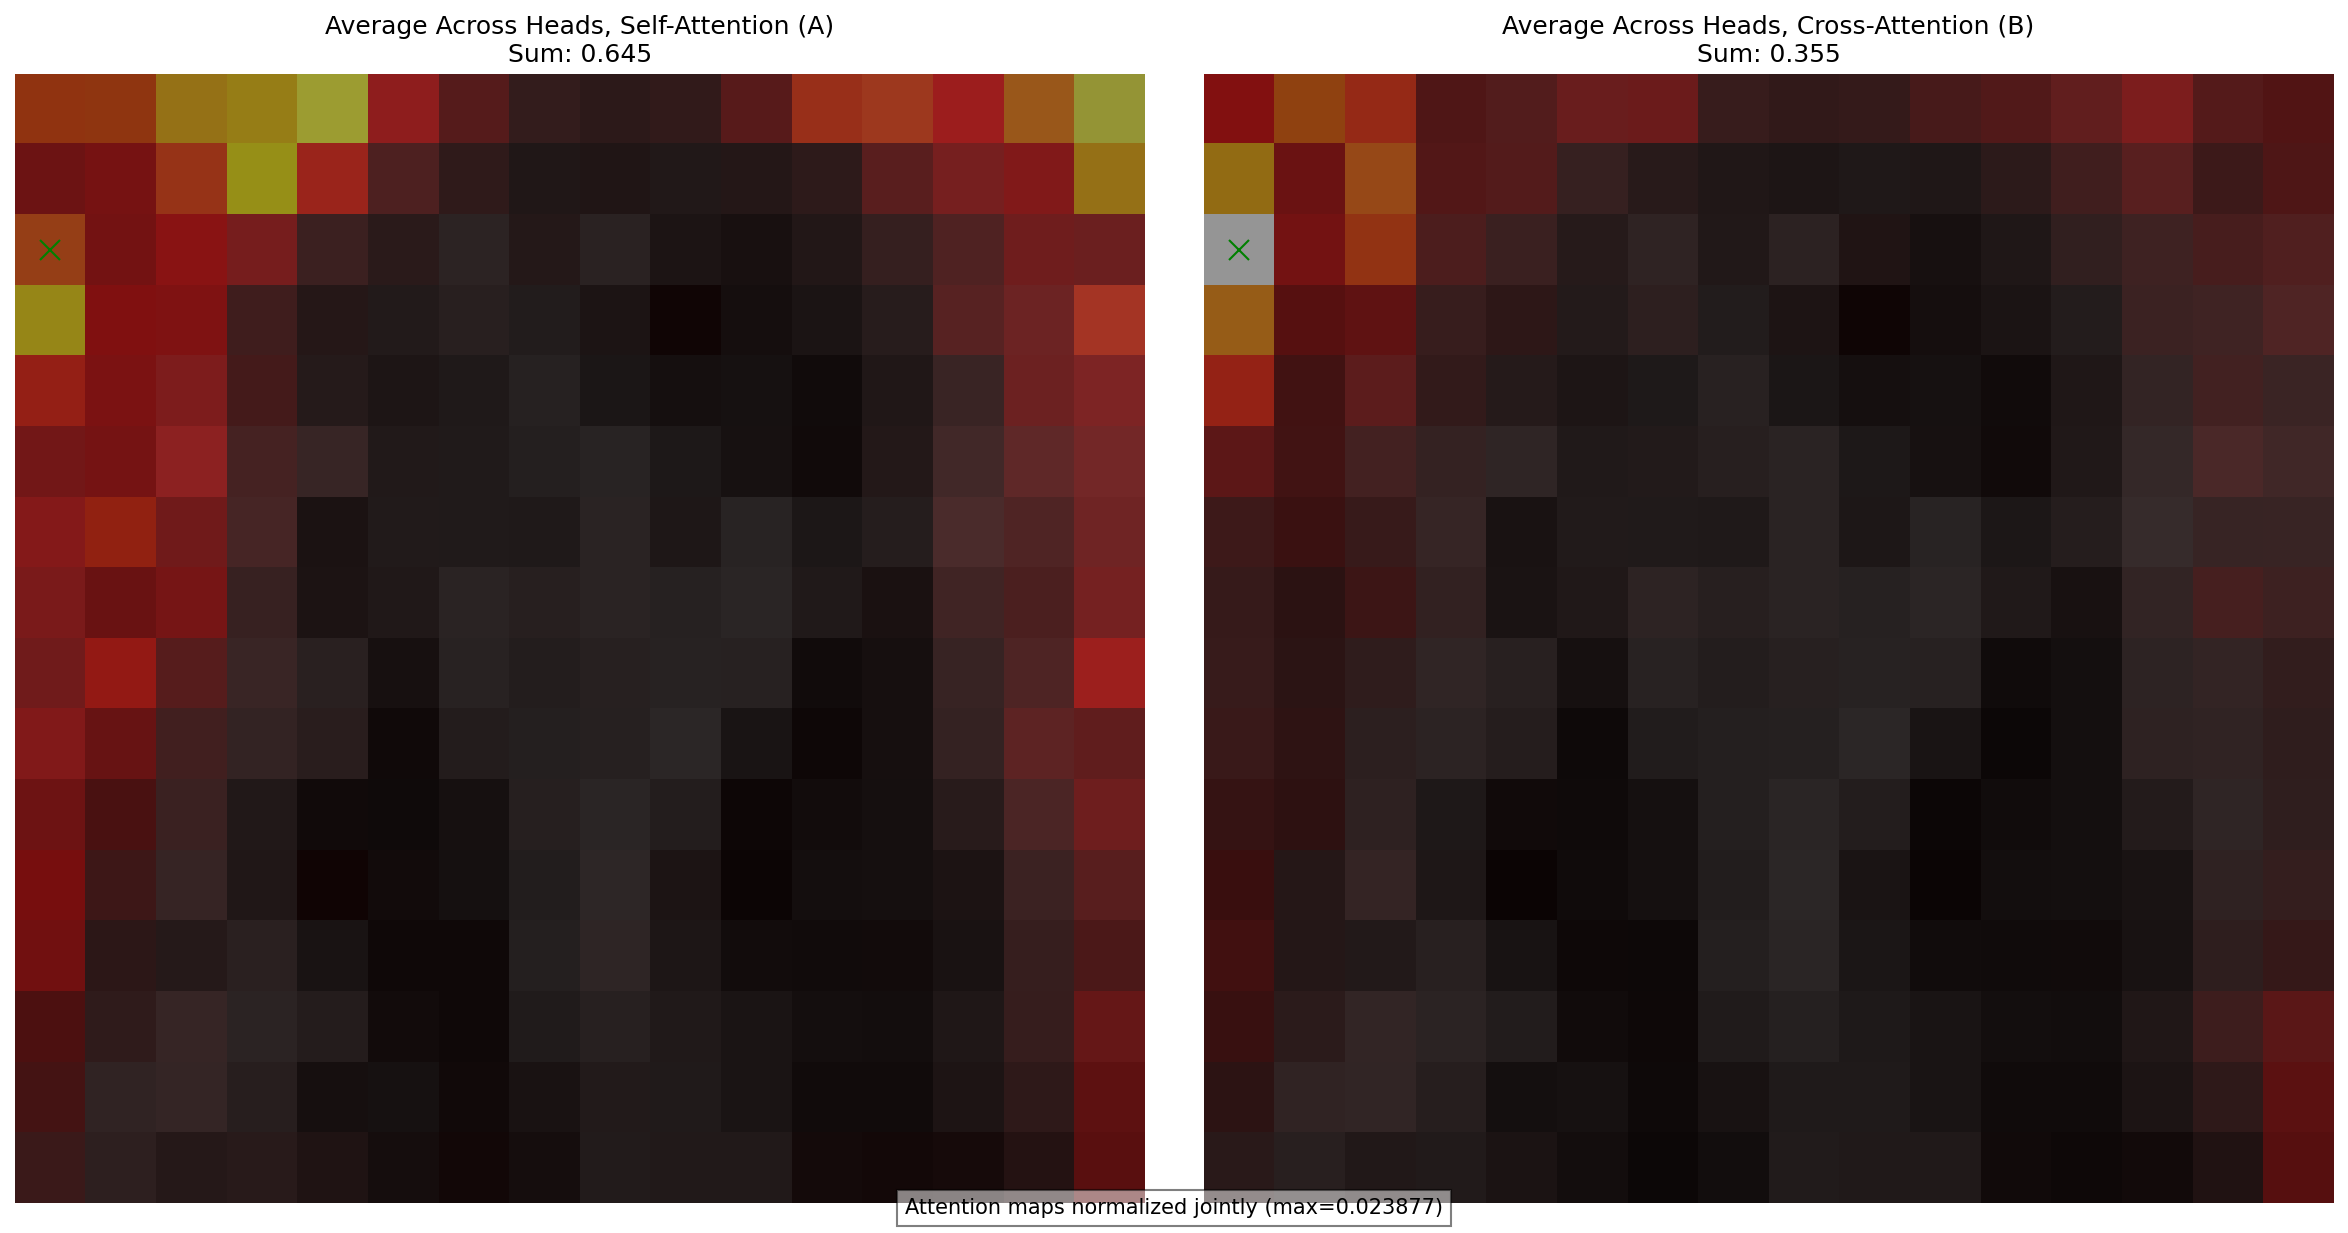 Average Across Heads, Self-Attention (A)
Sum: 0.645
Average Across Heads, Cross-Attention (B)
Sum: 0.355
Attention maps normalized jointly (max=0.023877)